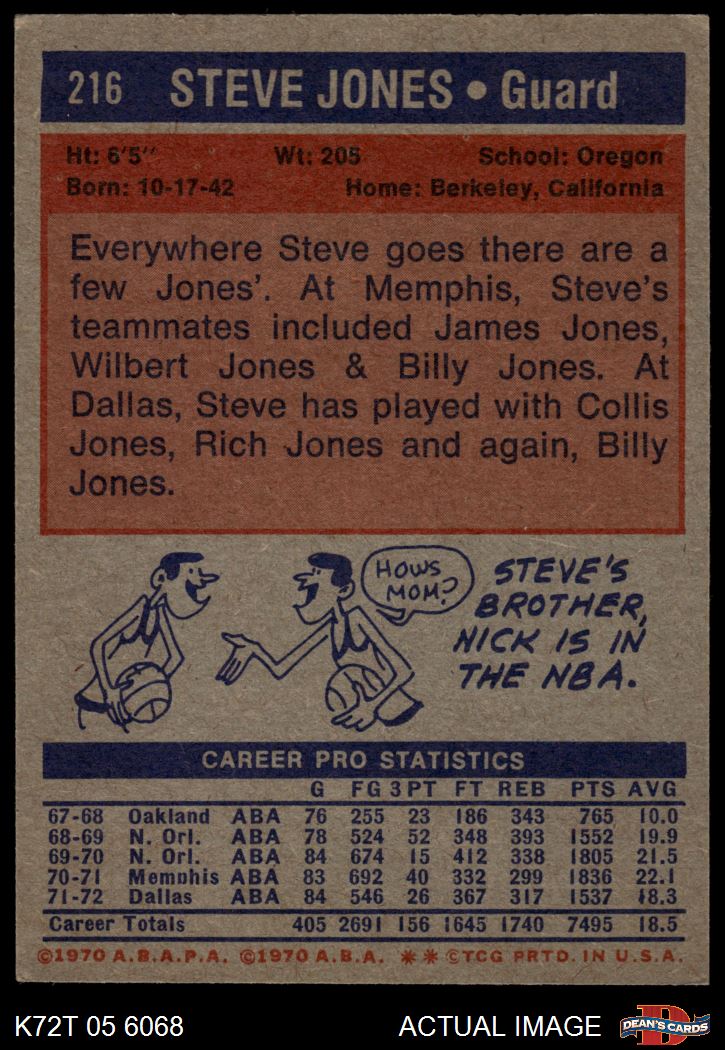 216 STEVE JONES • Guard
Ht: 6'5" Wt: 205 School: Oregon
Born: 10-17-42 Home: Berkeley, California
Everywhere Steve goes there are a
few Jones'. At Memphis, Steve's
teammates included James Jones,
Wilbert Jones & Billy Jones. At
Dallas, Steve has played with Collis
Jones, Rich Jones and again, Billy
Jones.
HOWS
MOM?
STEVE'S
BROTHER,
NICK IS IN
THE NBA.
CAREER PRO STATISTICS
G FG 3PT FT REB PTS AVG
67-68 Oakland ABA 76 255 23 186 343 765 10.0
68-69 N. Orl. ABA 78 524 52 348 393 1552 19.9
69-70 N. Orl. ABA 84 674 15 412 338 1805 21.5
70-71 Memphis ABA 83 692 40 332 299 1836 22.1
71-72 Dallas ABA 84 546 26 367 317 1537 18.3
Career Totals 405 2691 156 1645 1740 7495 18.5
©1970 A.B.A.P.A. ©1970 A.B.A. ** ©TCG PRTD. IN U.S.A.
K72T 05 6068 ACTUAL IMAGE
D
DEAN'S CARDS